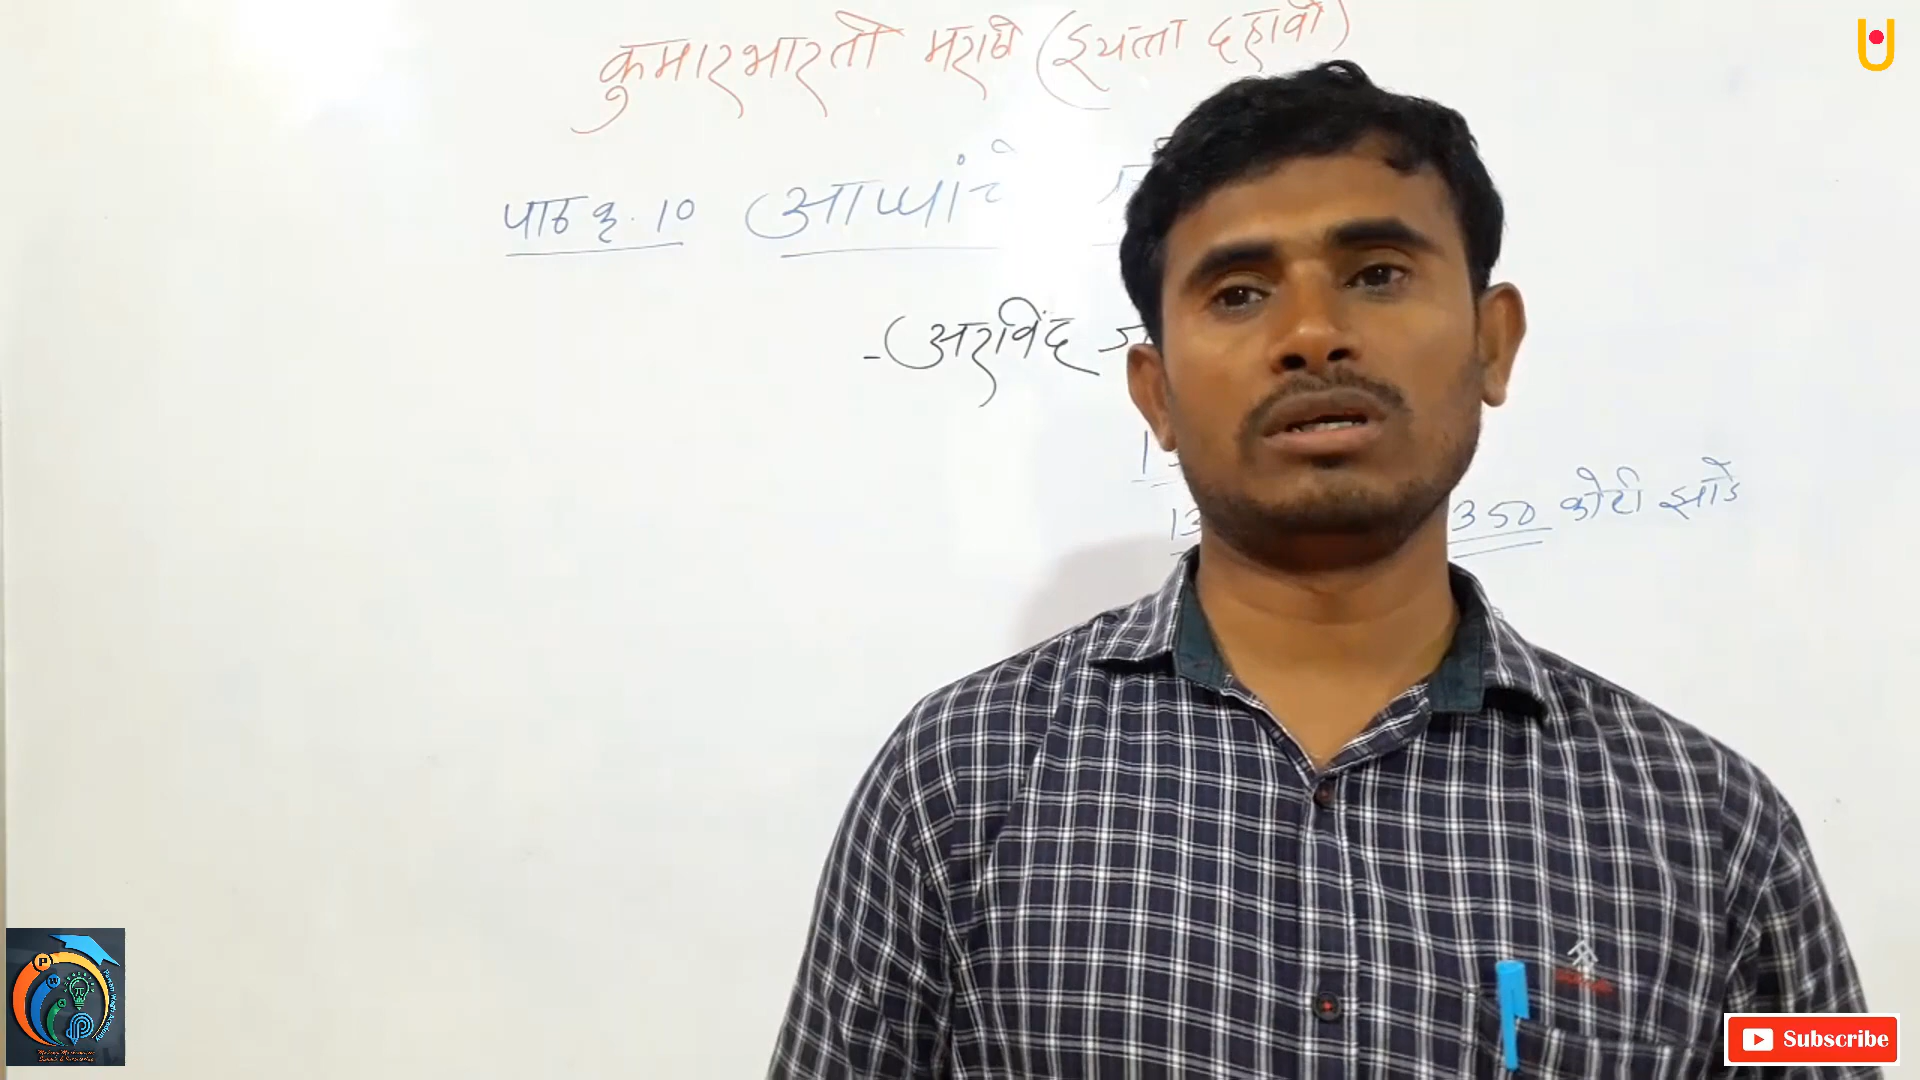 कुमारभारती मराठी (इयत्ता दहावी)
पाठ क्र. 10 आप्पांचे
- अरविंद
350 कोटी झाडे
Subscribe